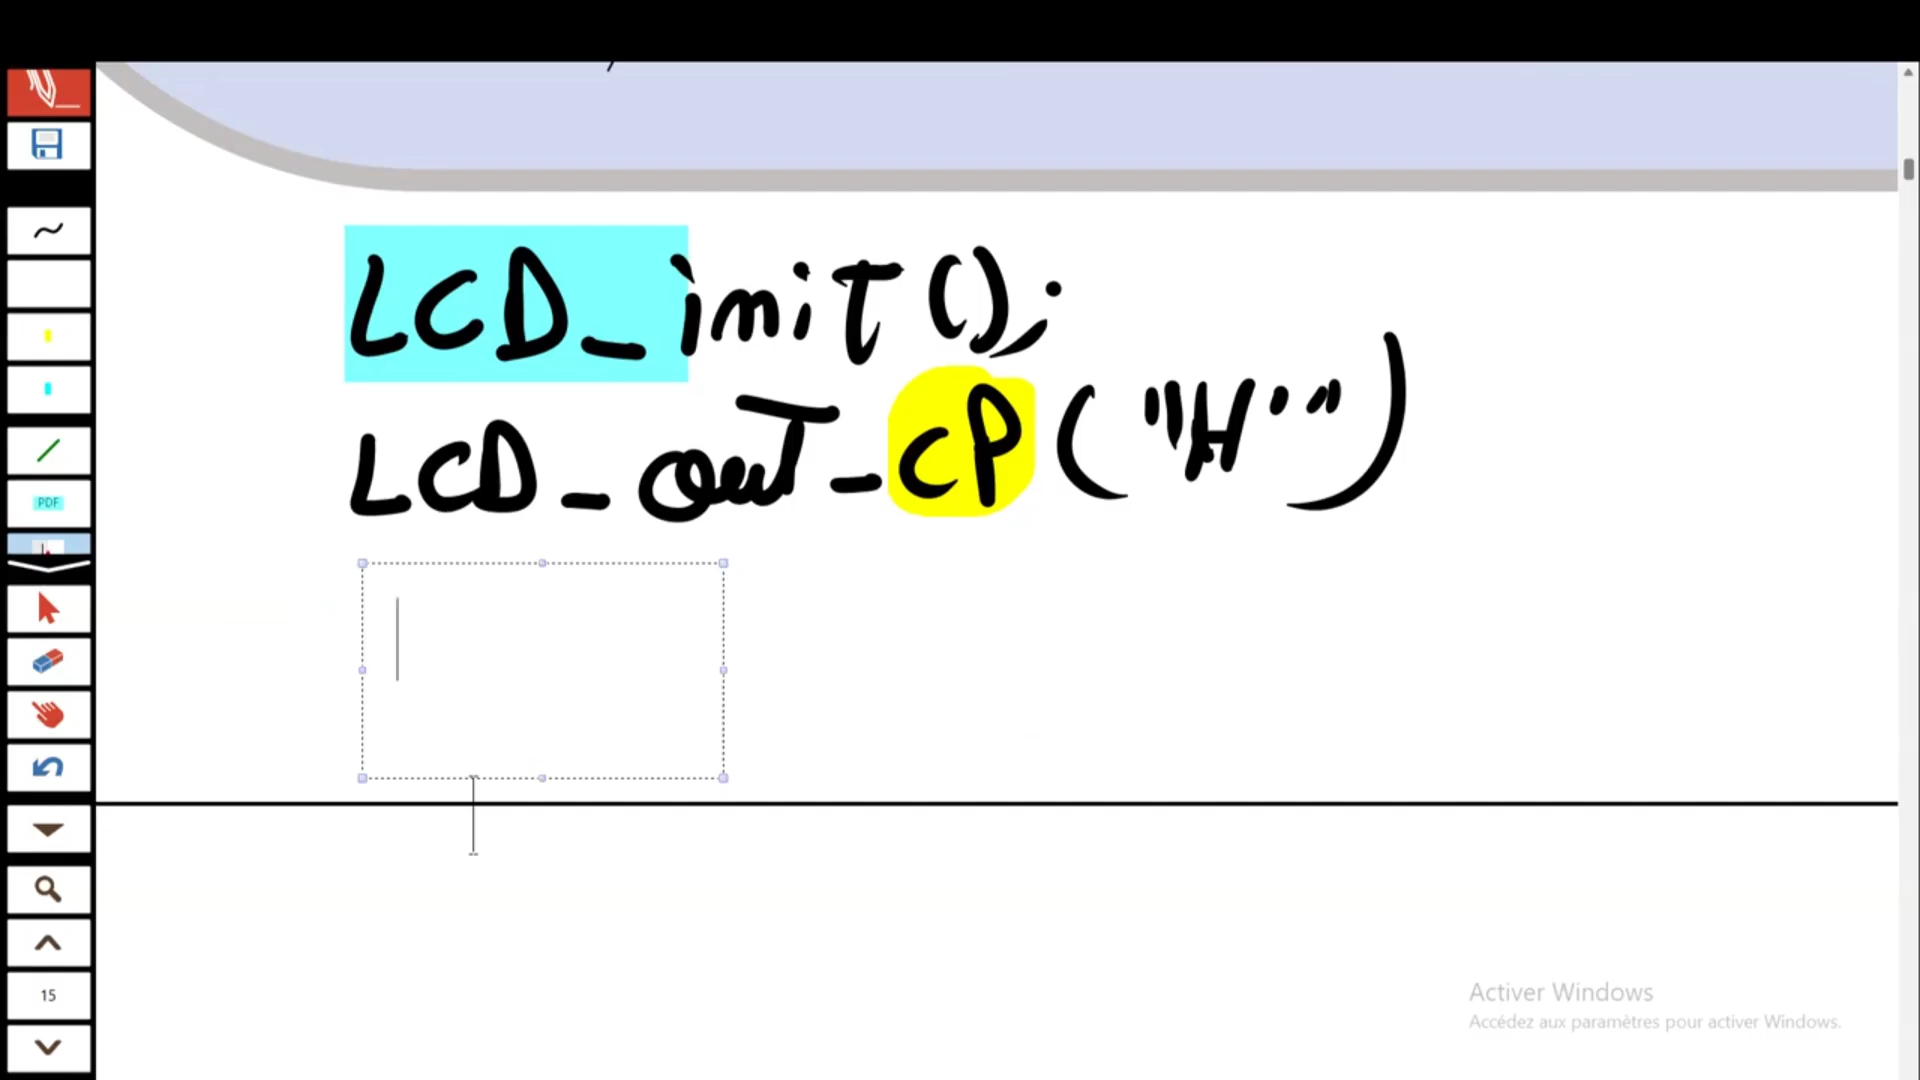 LCD_init();
LCD_out_CP("H..")
PDF
15
Activer Windows
Accédez aux paramètres pour activer Windows.